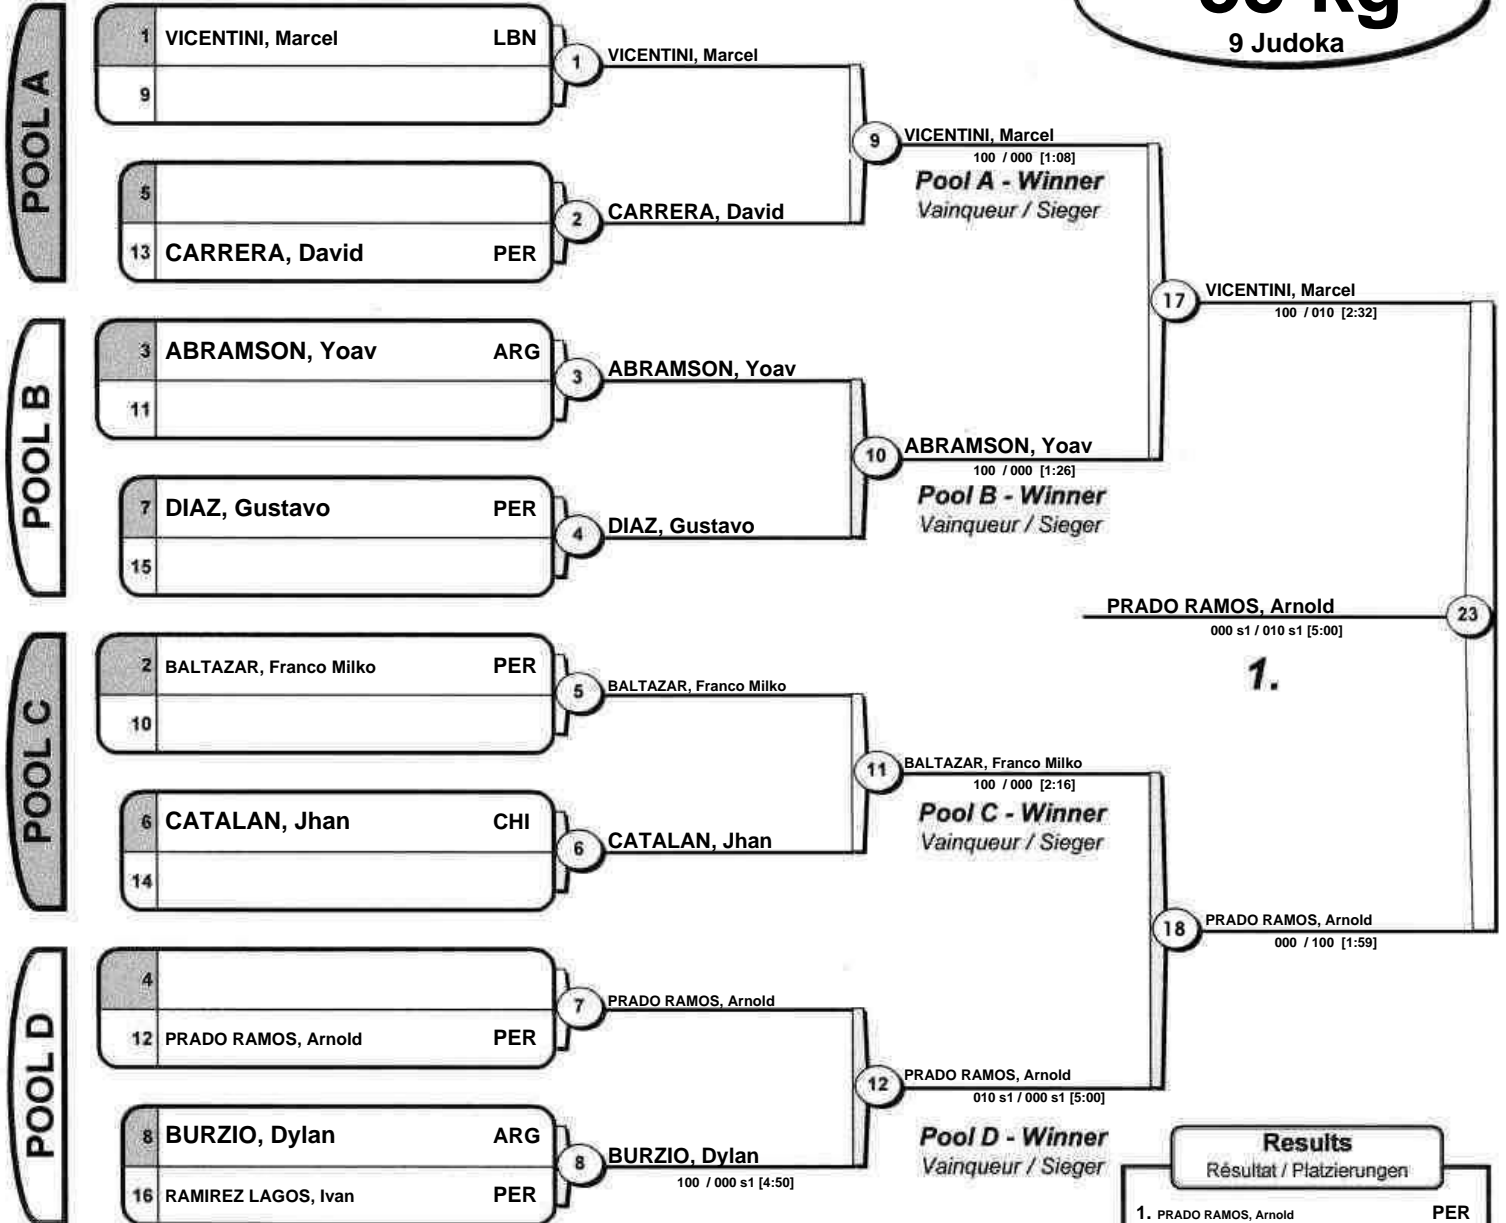 POOL A
1 VICENTINI, Marcel LBN
9
1 VICENTINI, Marcel
5
13 CARRERA, David PER
2 CARRERA, David
9 VICENTINI, Marcel
100 / 000 [1:08]
Pool A - Winner
Vainqueur / Sieger
9 Judoka
POOL B
3 ABRAMSON, Yoav ARG
11
3 ABRAMSON, Yoav
7 DIAZ, Gustavo PER
15
4 DIAZ, Gustavo
10 ABRAMSON, Yoav
100 / 000 [1:26]
Pool B - Winner
Vainqueur / Sieger
17 VICENTINI, Marcel
100 / 010 [2:32]
PRADO RAMOS, Arnold 23
000 s1 / 010 s1 [5:00]
1.
POOL C
2 BALTAZAR, Franco Milko PER
10
5 BALTAZAR, Franco Milko
6 CATALAN, Jhan CHI
14
6 CATALAN, Jhan
11 BALTAZAR, Franco Milko
100 / 000 [2:16]
Pool C - Winner
Vainqueur / Sieger
POOL D
4
12 PRADO RAMOS, Arnold PER
7 PRADO RAMOS, Arnold
8 BURZIO, Dylan ARG
16 RAMIREZ LAGOS, Ivan PER
8 BURZIO, Dylan
100 / 000 s1 [4:50]
12 PRADO RAMOS, Arnold
010 s1 / 000 s1 [5:00]
Pool D - Winner
Vainqueur / Sieger
18 PRADO RAMOS, Arnold
000 / 100 [1:59]
Results
Résultat / Platzierungen
1. PRADO RAMOS, Arnold PER